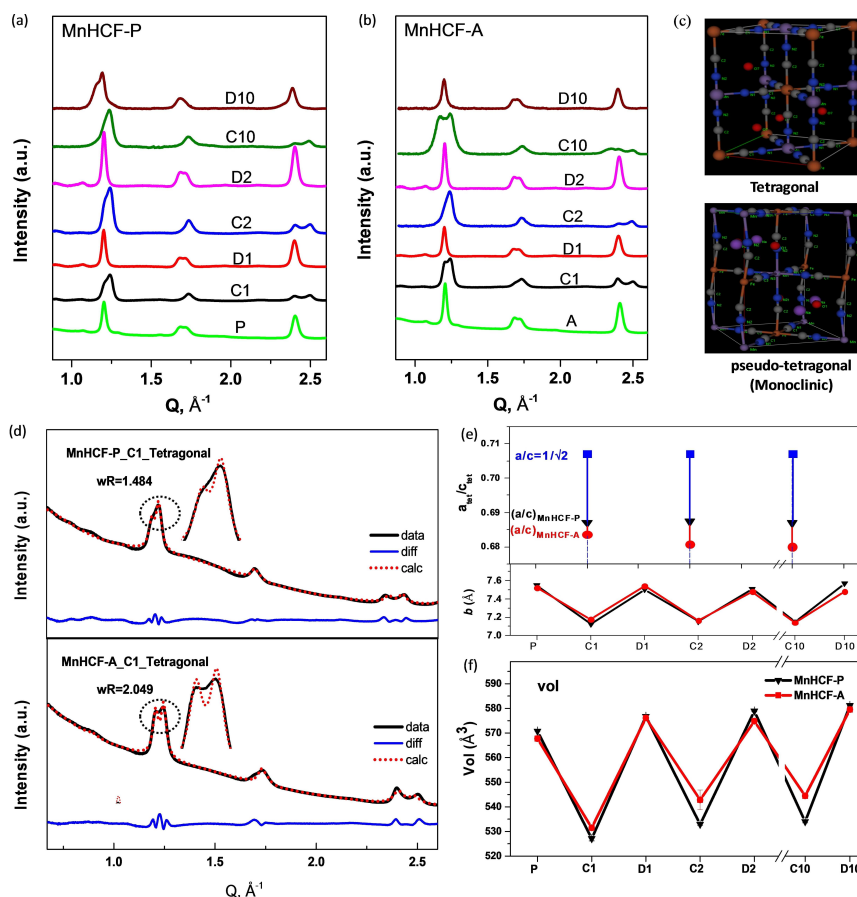 (a)
MnHCF-P
D10
C10
D2
C2
D1
C1
P
Intensity (a.u.)
1.0 1.5 2.0 2.5
Q, Å-1
(b)
MnHCF-A
D10
C10
D2
C2
D1
C1
A
Intensity (a.u.)
1.0 1.5 2.0 2.5
Q, Å-1
(c)
Tetragonal
pseudo-tetragonal
(Monoclinic)
(d)
MnHCF-P_C1_Tetragonal
wR=1.484
data
diff
calc
Intensity (a.u.)
MnHCF-A_C1_Tetragonal
wR=2.049
data
diff
calc
Intensity (a.u.)
1.0 1.5 2.0 2.5
Q, Å-1
(e)
0.71
0.70
0.69
0.68
a_tet/c_tet
a/c=1/√2
(a/c)MnHCF-P
(a/c)MnHCF-A
7.6
7.4
7.2
7.0
b (Å)
P C1 D1 C2 D2 C10 D10
(f)
vol
MnHCF-P
MnHCF-A
590
580
570
560
550
540
530
520
Vol (Å3)
P C1 D1 C2 D2 C10 D10